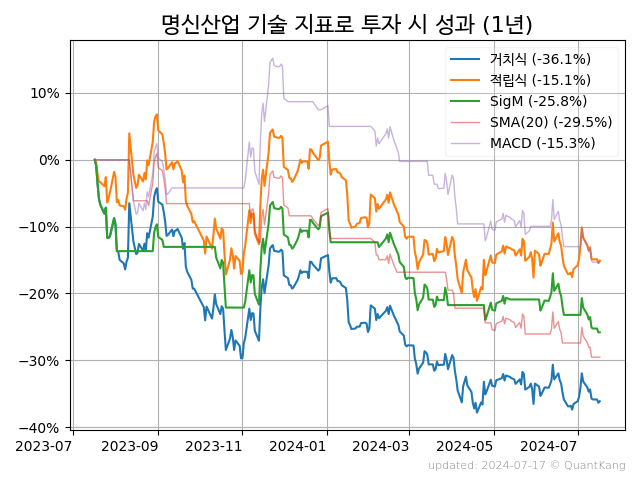 명신산업 기술 지표로 투자 시 성과 (1년)
거치식 (-36.1%)
적립식 (-15.1%)
SigM (-25.8%)
SMA(20) (-29.5%)
MACD (-15.3%)
10%
0%
−10%
−20%
−30%
−40%
2023-07 2023-09 2023-11 2024-01 2024-03 2024-05 2024-07
updated: 2024-07-17 © QuantKang